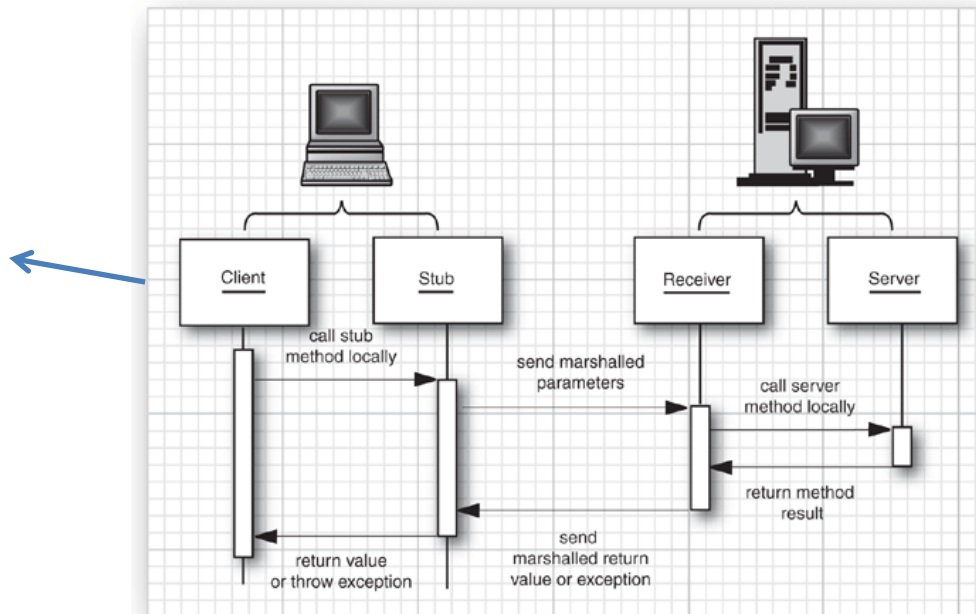 Client
Stub
Receiver
Server
call stub
method locally
send marshalled
parameters
call server
method locally
return method
result
send
marshalled return
value or exception
return value
or throw exception